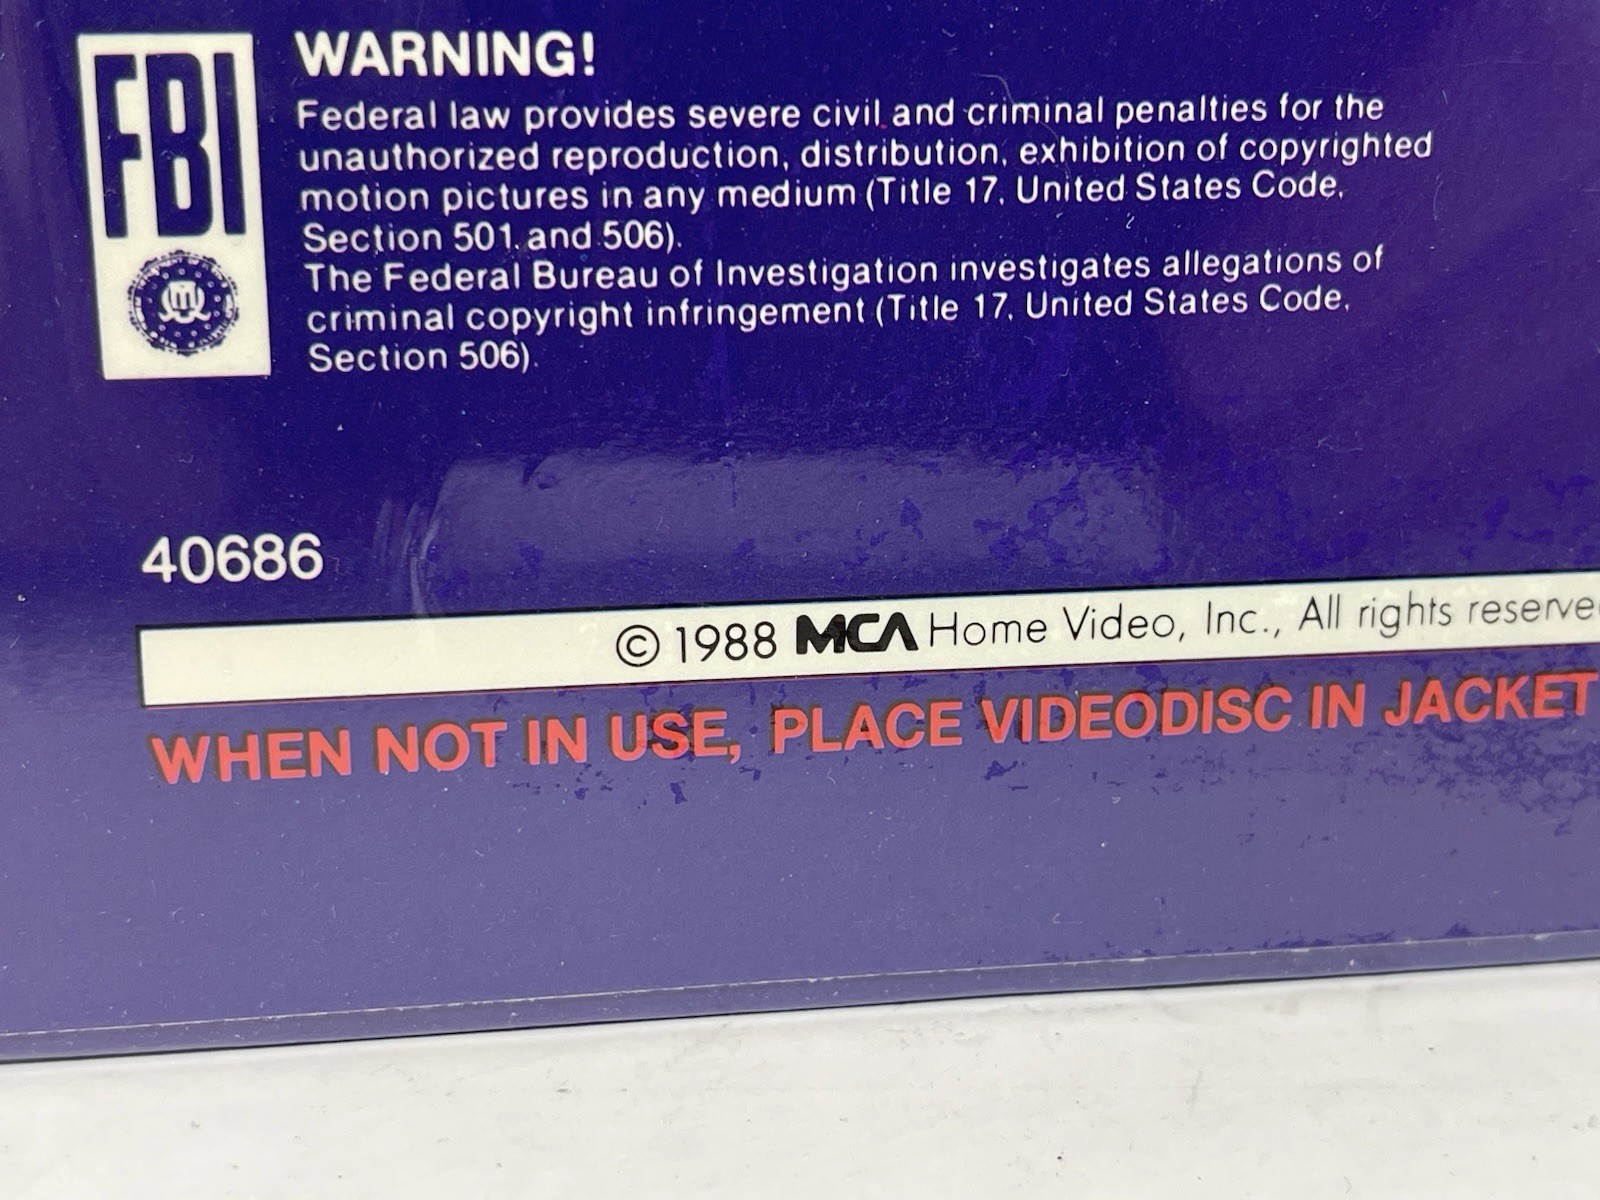 FBI
WARNING!
Federal law provides severe civil and criminal penalties for the
unauthorized reproduction, distribution, exhibition of copyrighted
motion pictures in any medium (Title 17, United States Code,
Section 501. and 506).
The Federal Bureau of Investigation investigates allegations of
criminal copyright infringement (Title 17, United States Code,
Section 506).
40686
© 1988 MCA Home Video, Inc., All rights reserve
WHEN NOT IN USE, PLACE VIDEODISC IN JACKET